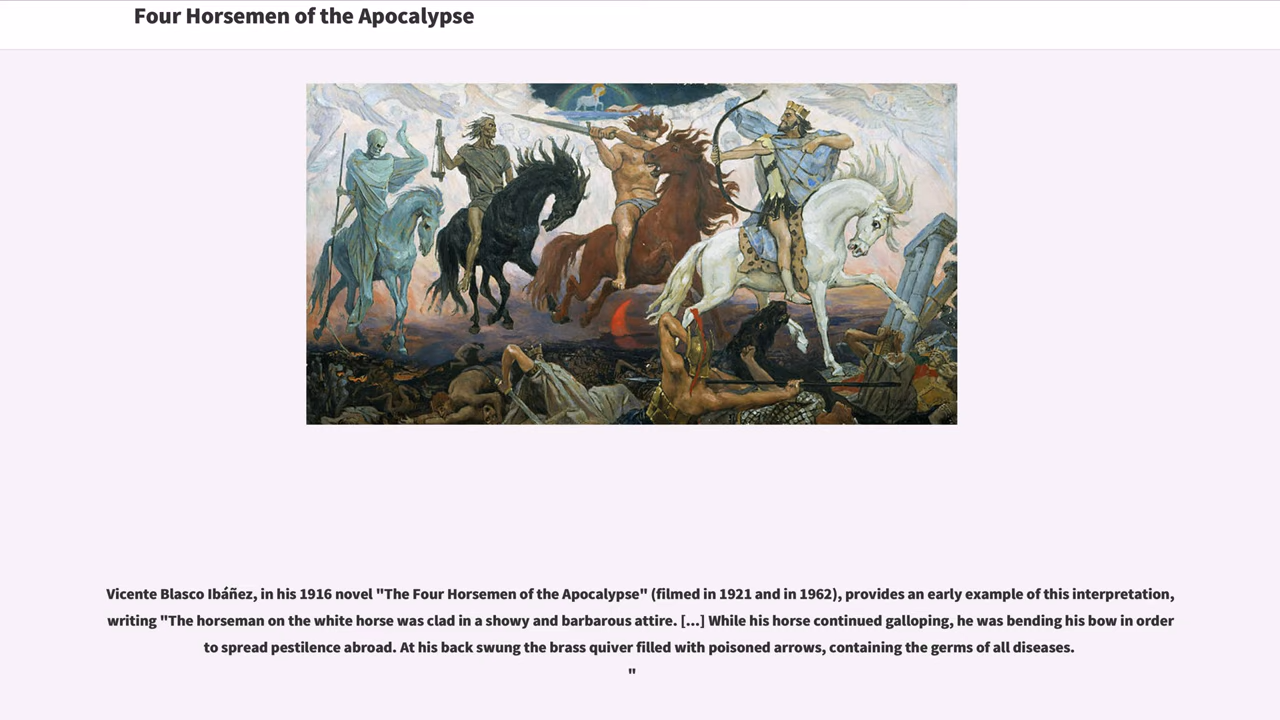 Four Horsemen of the Apocalypse
Vicente Blasco Ibáñez, in his 1916 novel "The Four Horsemen of the Apocalypse" (filmed in 1921 and in 1962), provides an early example of this interpretation,
writing "The horseman on the white horse was clad in a showy and barbarous attire. [...] While his horse continued galloping, he was bending his bow in order
to spread pestilence abroad. At his back swung the brass quiver filled with poisoned arrows, containing the germs of all diseases.
"